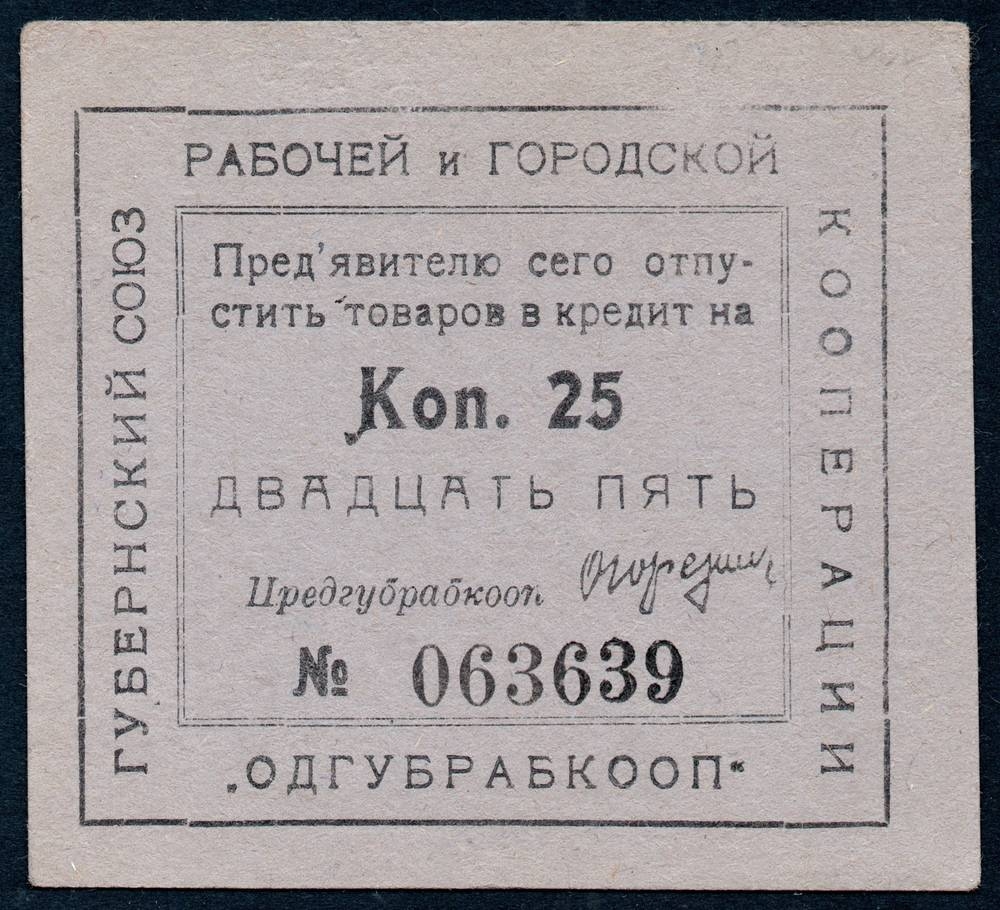 ГУБЕРНСКИЙ СОЮЗ
РАБОЧЕЙ и ГОРОДСКОЙ
КООПЕРАЦИИ
Пред'явителю сего отпу-
стить товаров в кредит на
Коп. 25
ДВАДЦАТЬ ПЯТЬ
Предгубрабкооп
№ 063639
„ОДГУБРАБКООП“